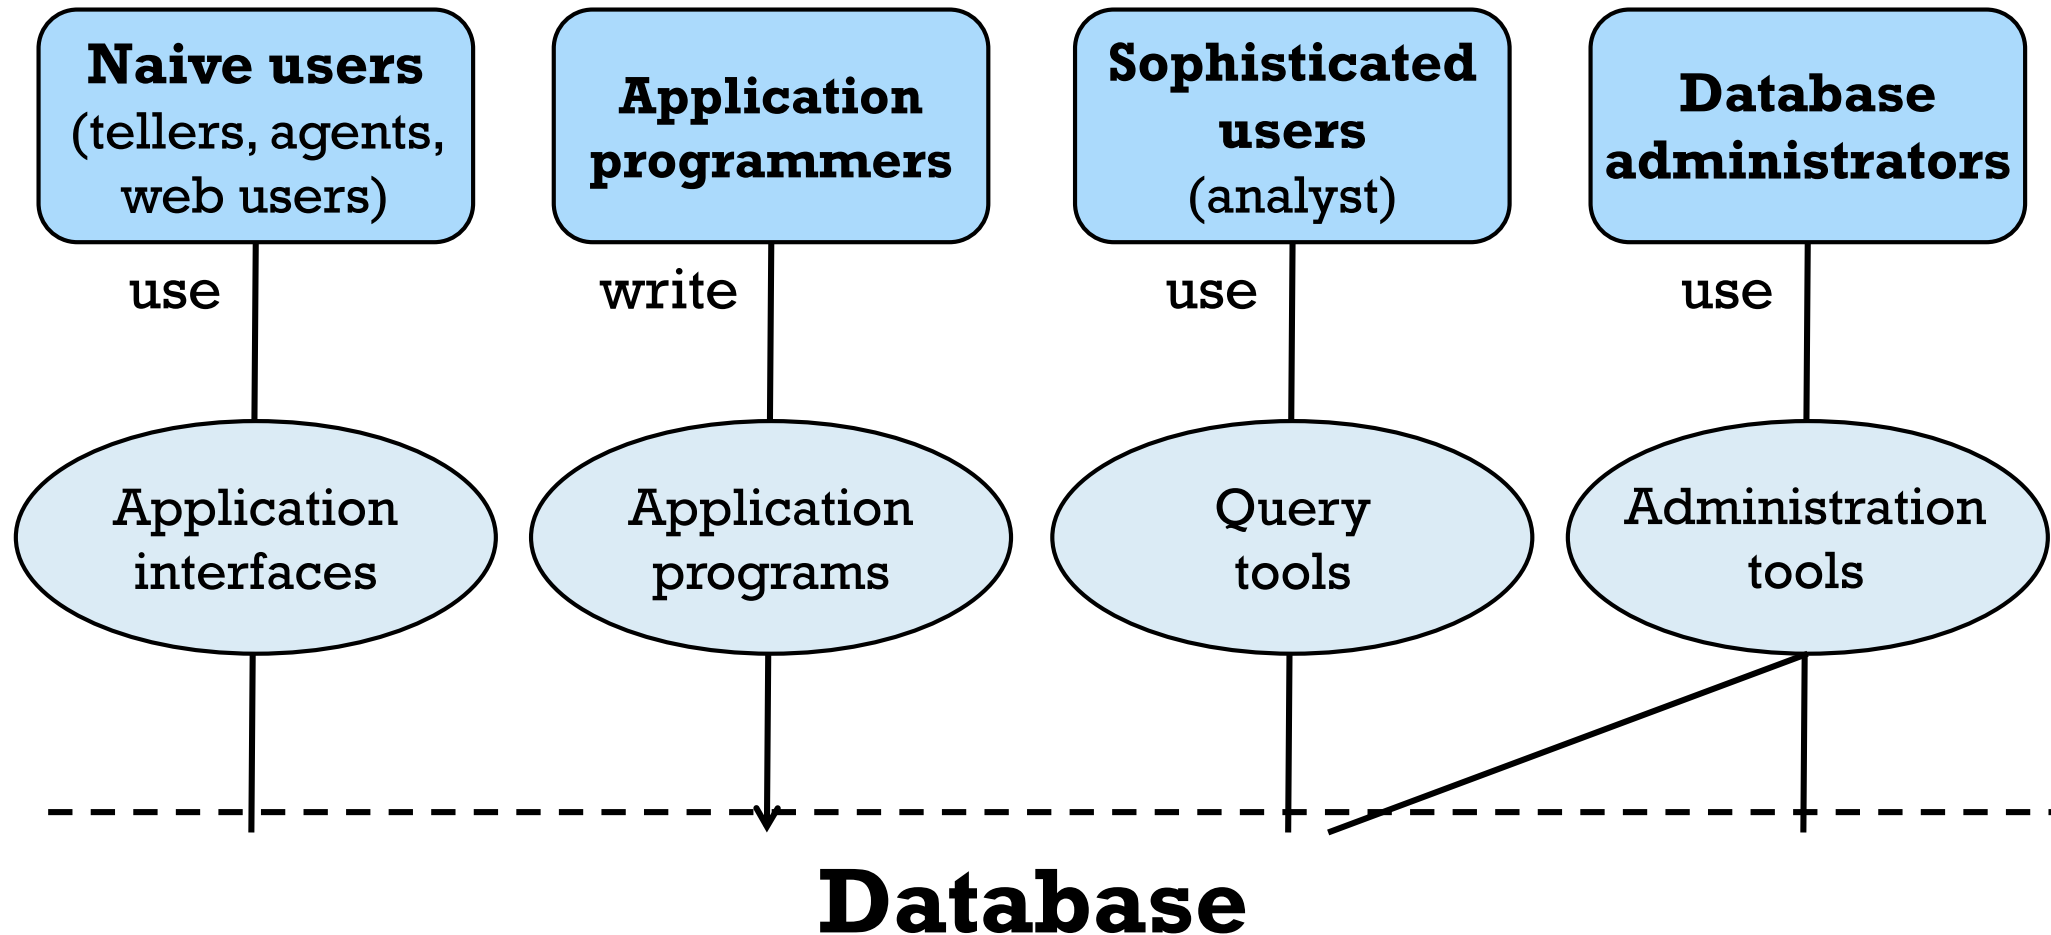 Naive users
(tellers, agents,
web users)
Application
programmers
Sophisticated
users
(analyst)
Database
administrators
use
write
use
use
Application
interfaces
Application
programs
Query
tools
Administration
tools
Database